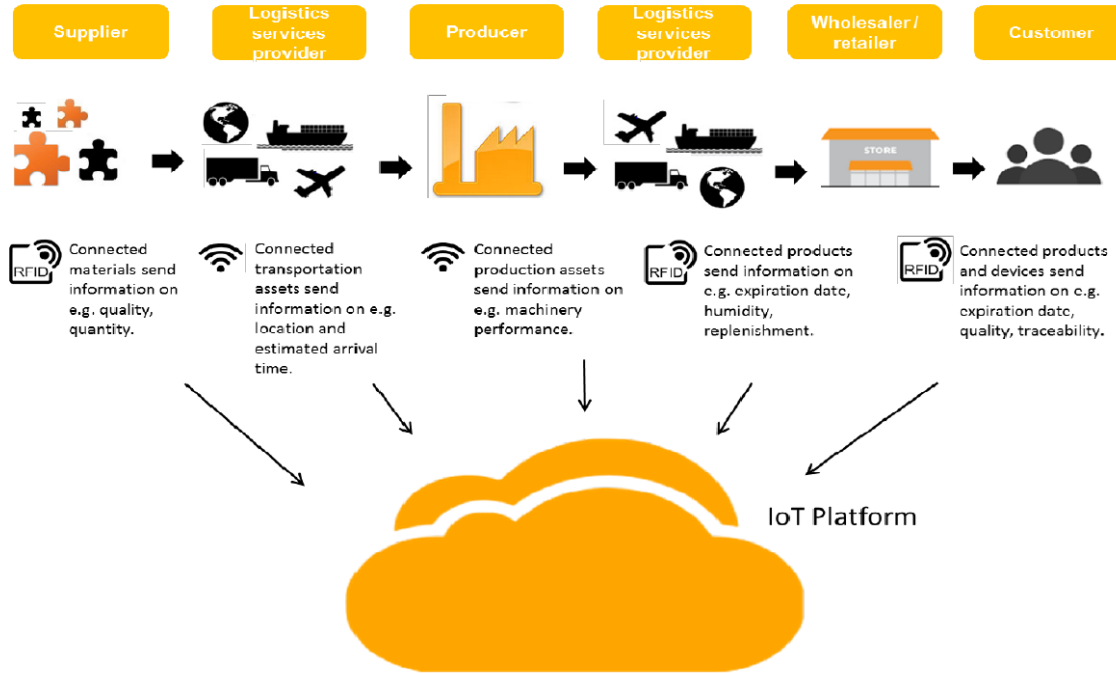 Supplier
Logistics
services
provider
Producer
Logistics
services
provider
Wholesaler /
retailer
Customer
STORE
RFID
Connected
materials send
information on
e.g. quality,
quantity.
Connected
transportation
assets send
information on e.g.
location and
estimated arrival
time.
Connected
production assets
send information on
e.g. machinery
performance.
RFID
Connected products
send information on
e.g. expiration date,
humidity,
replenishment.
RFID
Connected products
and devices send
information on e.g.
expiration date,
quality, traceability.
IoT Platform